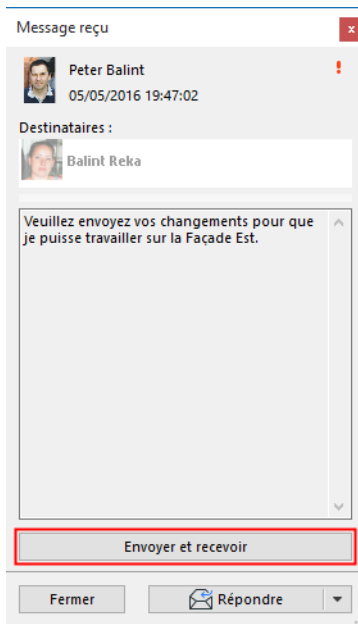 Message reçu
x
Peter Balint
!
05/05/2016 19:47:02
Destinataires :
Balint Reka
Veuillez envoyez vos changements pour que
je puisse travailler sur la Façade Est.
Envoyer et recevoir
Fermer
Répondre